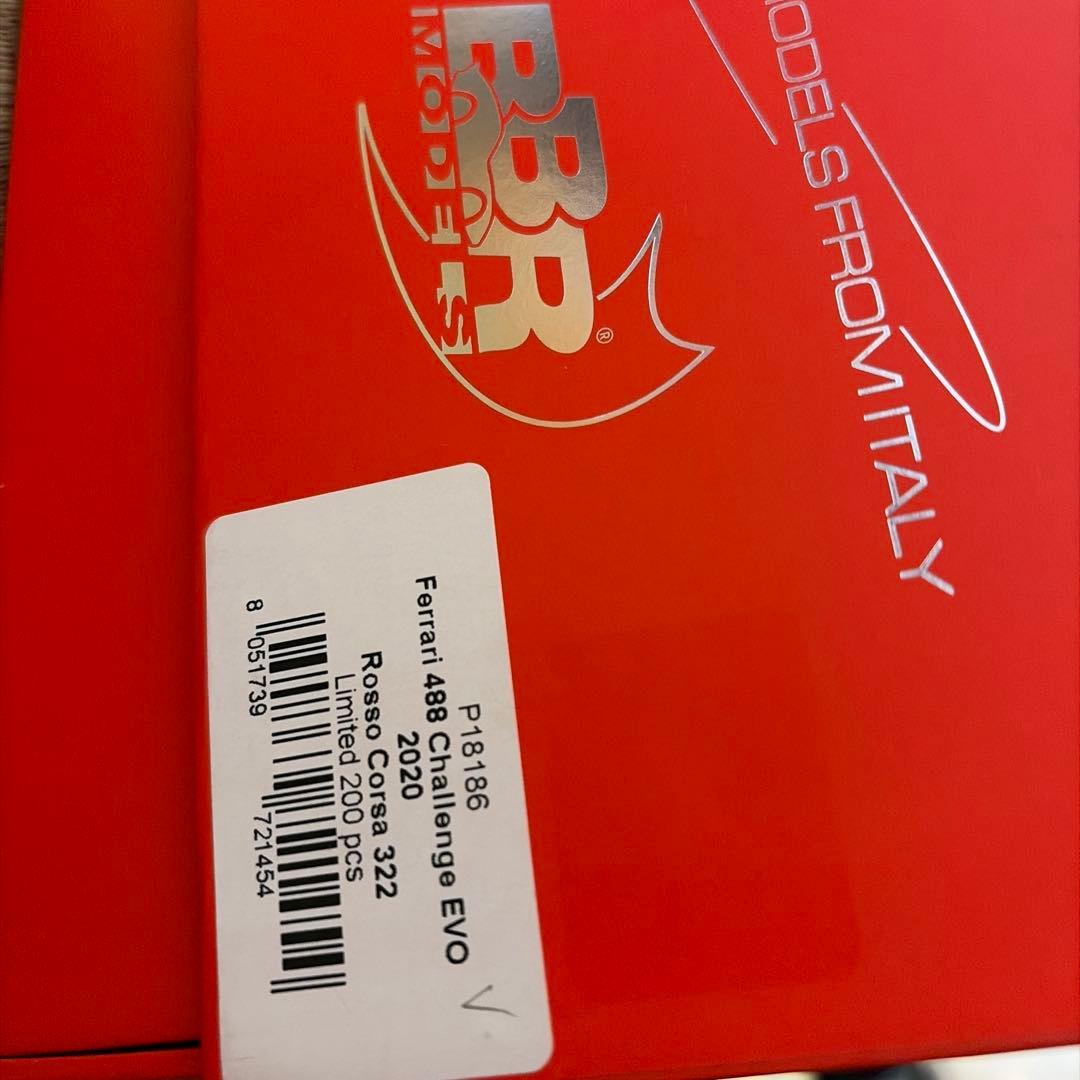 BBR®
MODELS
MODELS FROM ITALY
P18186
Ferrari 488 Challenge EVO
2020
Rosso Corsa 322
Limited 200 pcs
8 051739 721454